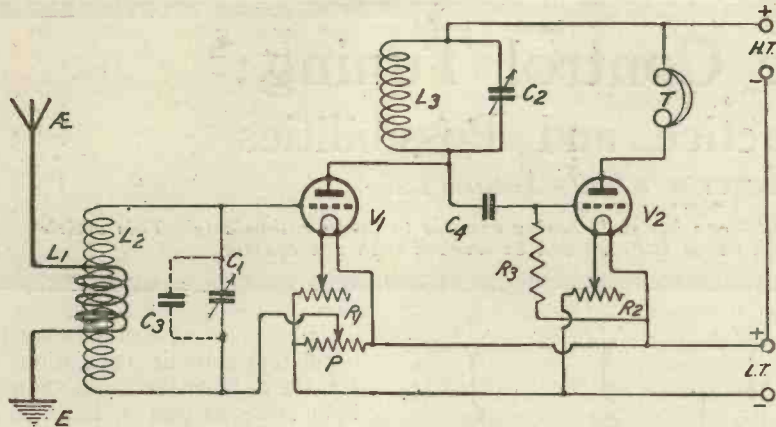 +
H.T.
-
Æ
L1
L2
C1
C3
E
V1
R1
P
L3
C2
C4
R3
T
V2
R2
+
L.T.
-